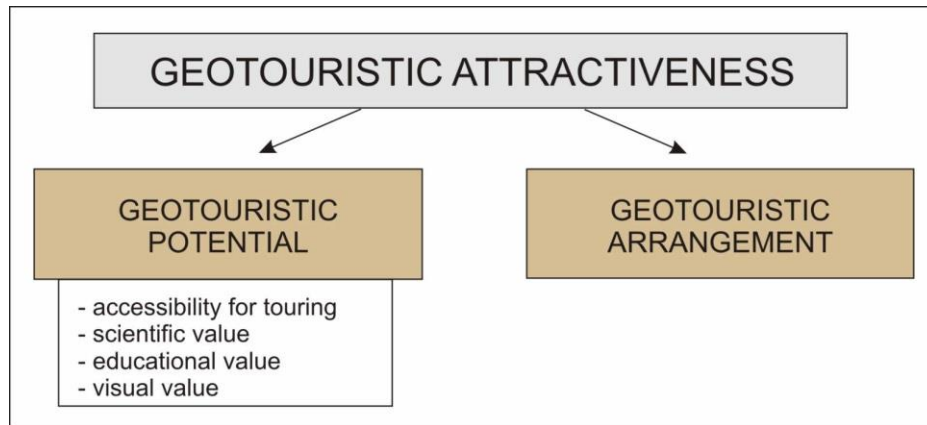 GEOTOURISTIC ATTRACTIVENESS
GEOTOURISTIC
POTENTIAL
- accessibility for touring
- scientific value
- educational value
- visual value
GEOTOURISTIC
ARRANGEMENT